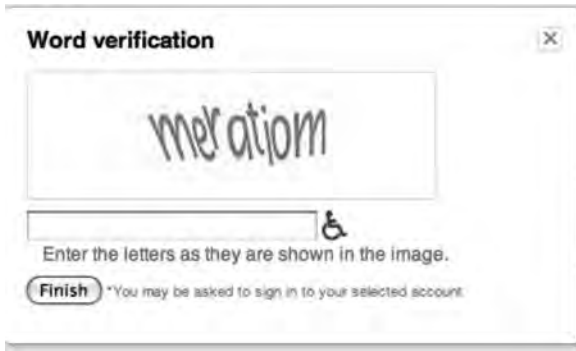 Word verification
meratiom
Enter the letters as they are shown in the image.
Finish *You may be asked to sign in to your selected account